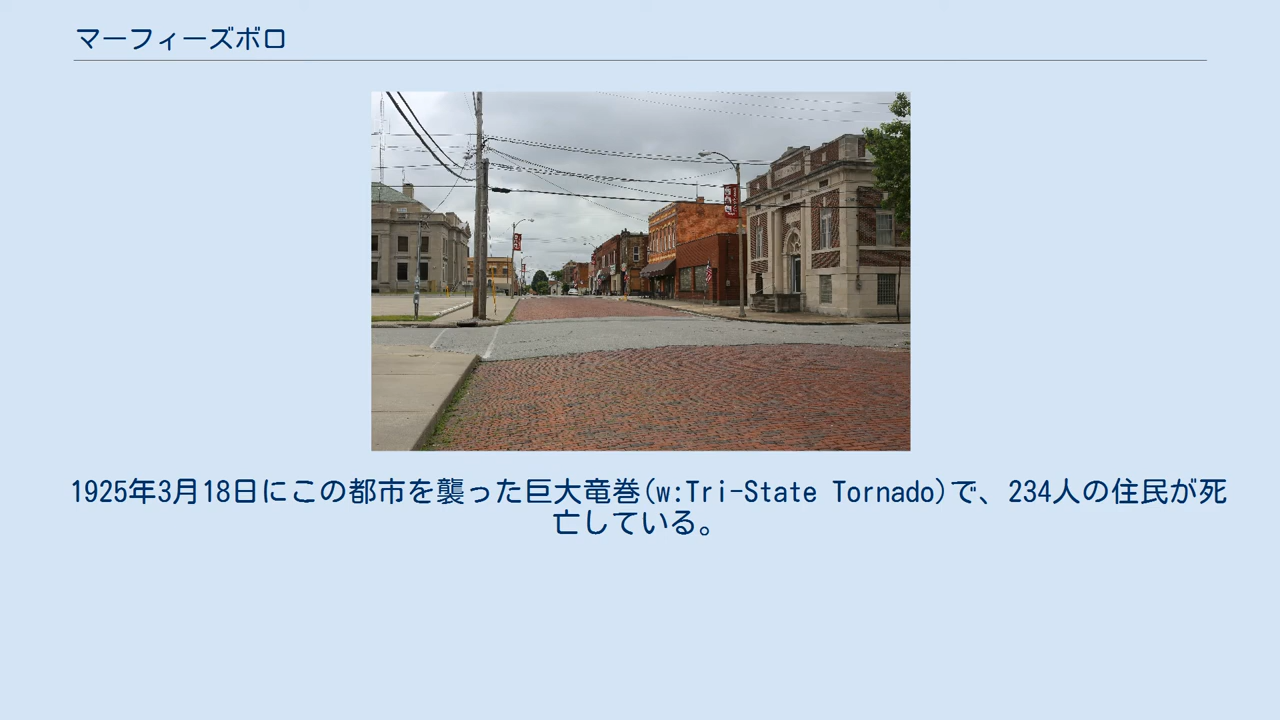 マーフィーズボロ
1925年3月18日にこの都市を襲った巨大竜巻(w:Tri-State Tornado)で、234人の住民が死
亡している。